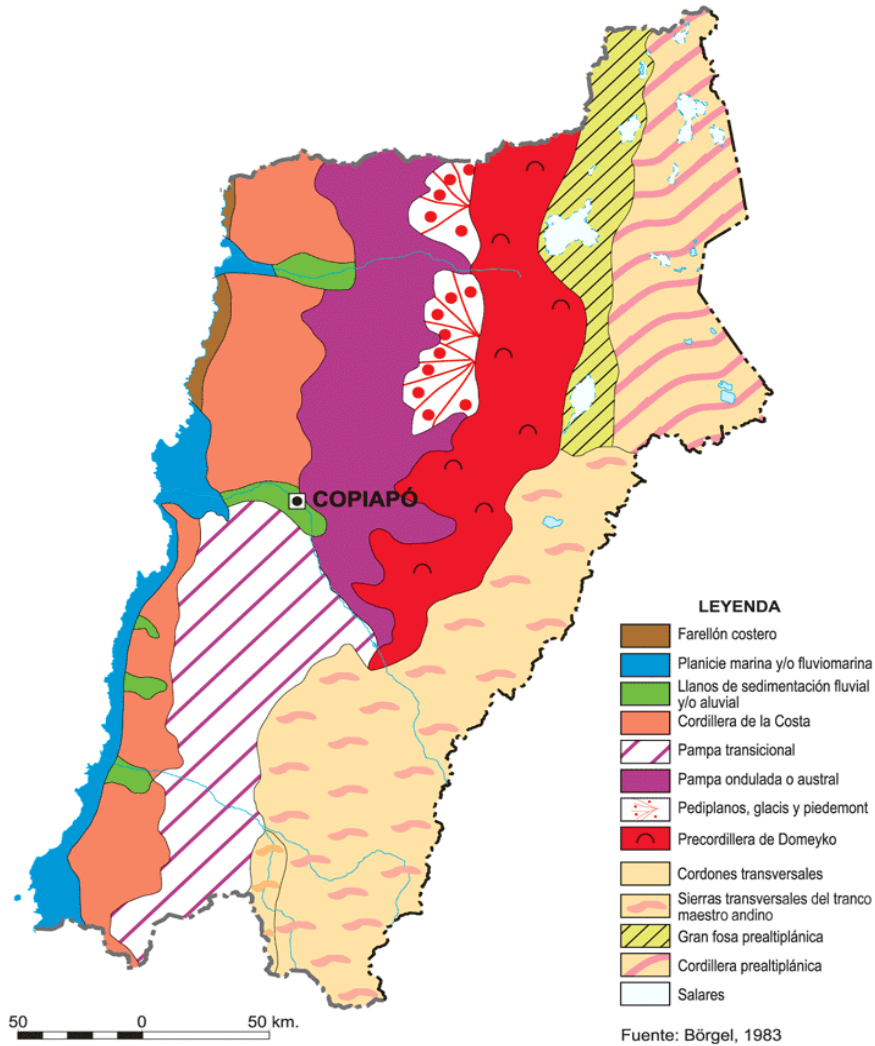 COPIAPÓ
LEYENDA
Farellón costero
Planicie marina y/o fluviomarina
Llanos de sedimentación fluvial
y/o aluvial
Cordillera de la Costa
Pampa transicional
Pampa ondulada o austral
Pediplanos, glacis y piedemont
Precordillera de Domeyko
Cordones transversales
Sierras transversales del tranco
maestro andino
Gran fosa prealtiplánica
Cordillera prealtiplánica
Salares
50 0 50 km.
Fuente: Börgel, 1983